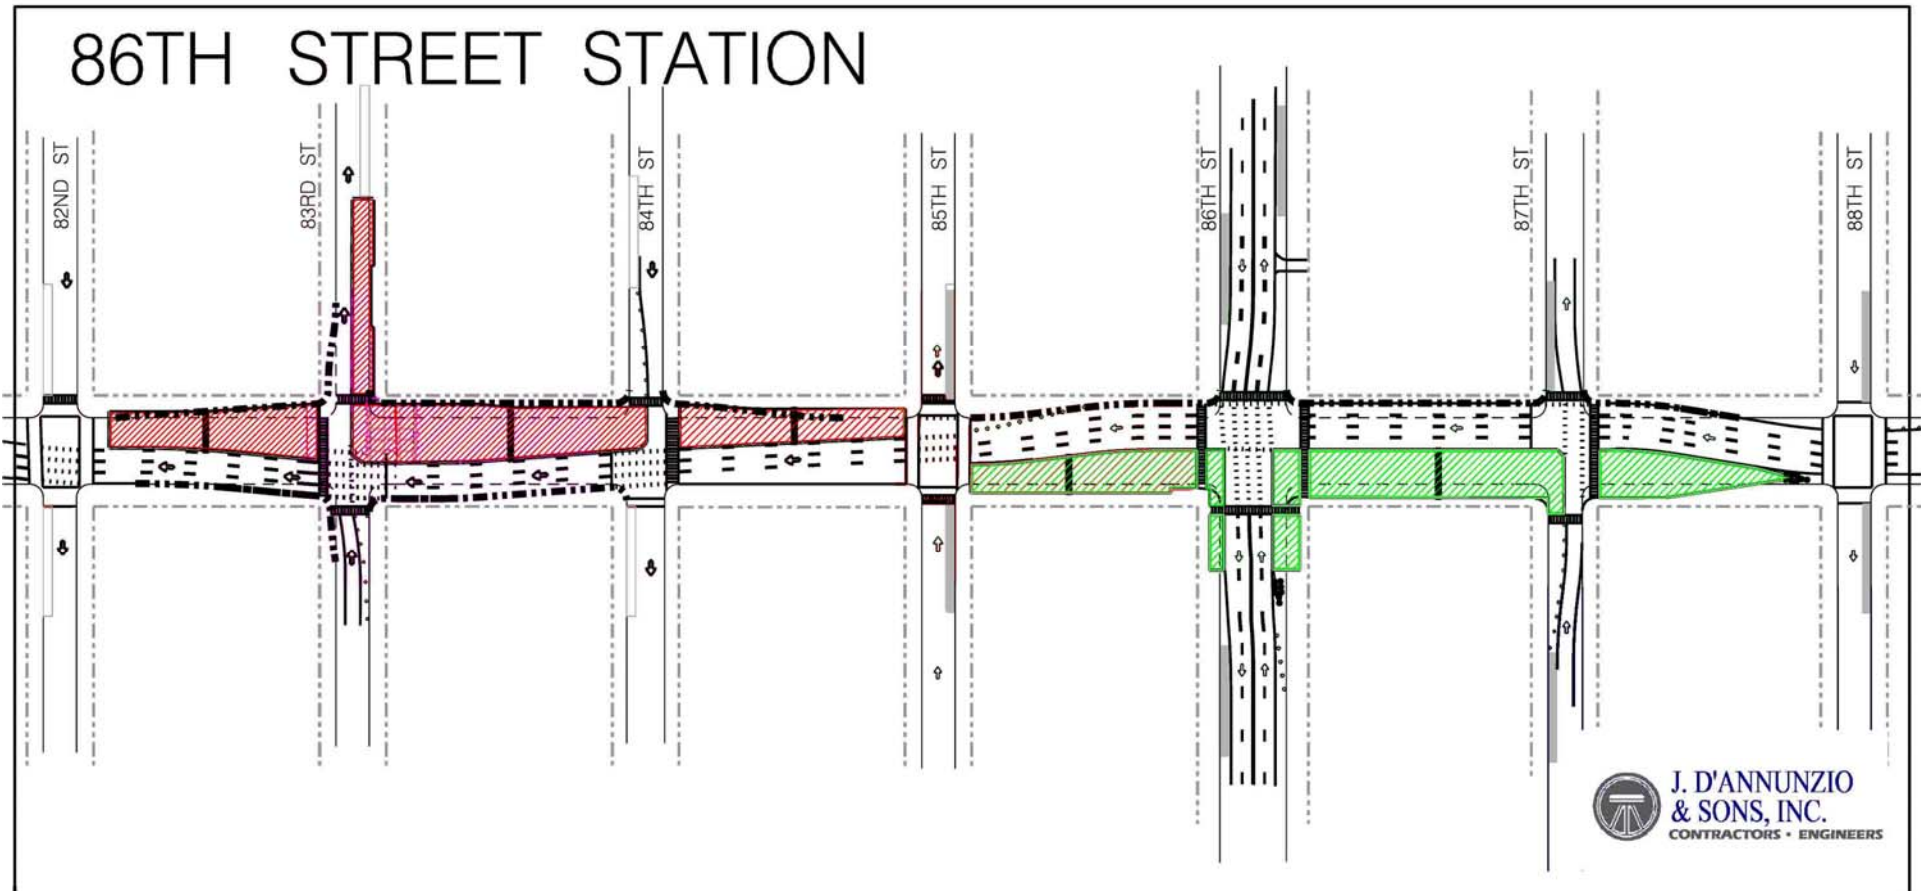 86TH STREET STATION
82ND ST
83RD ST
84TH ST
85TH ST
86TH ST
87TH ST
88TH ST
J. D'ANNUNZIO
& SONS, INC.
CONTRACTORS • ENGINEERS